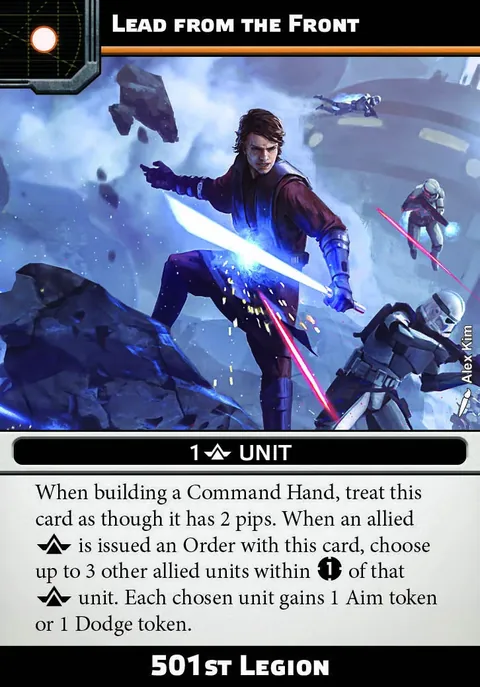 Lead from the Front
Alex Kim
1 UNIT
When building a Command Hand, treat this
card as though it has 2 pips. When an allied
is issued an Order with this card, choose
up to 3 other allied units within 1 of that
unit. Each chosen unit gains 1 Aim token
or 1 Dodge token.
501st Legion